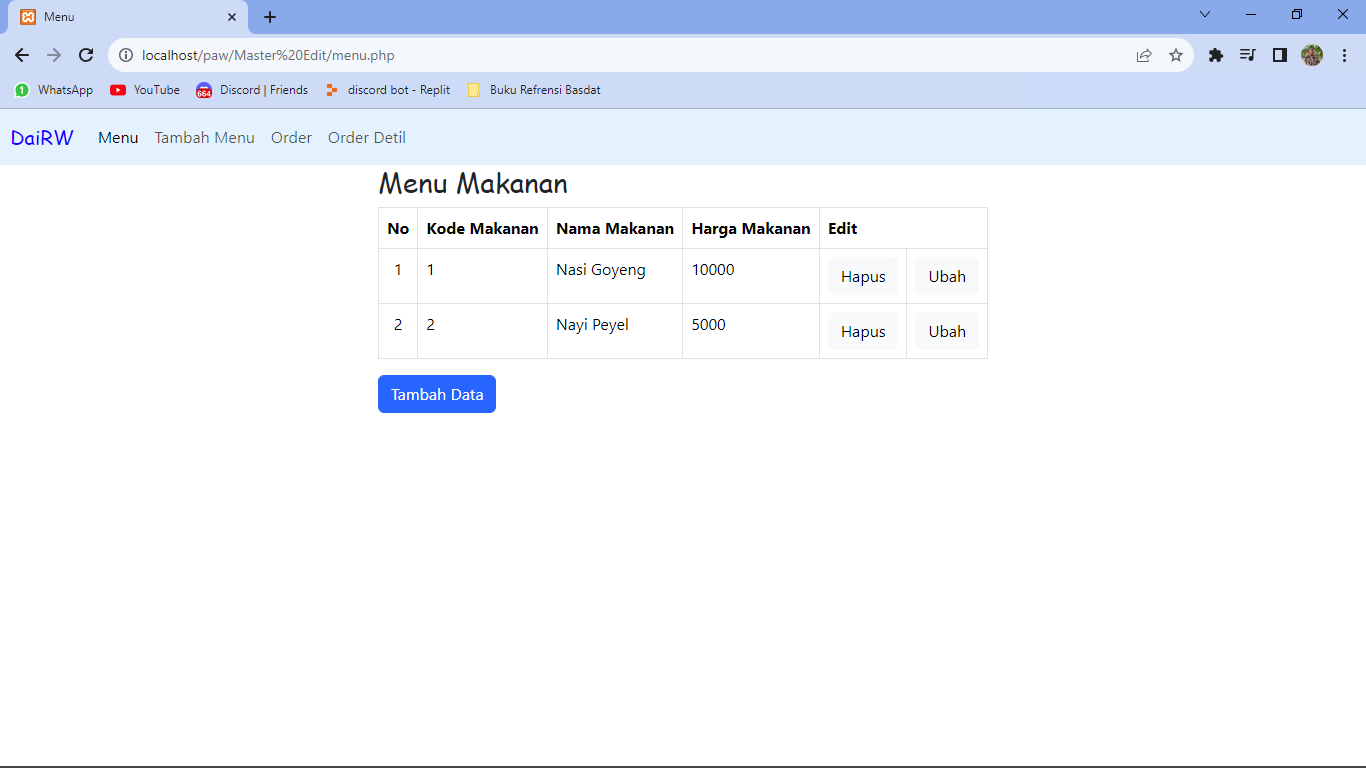 Menu
localhost/paw/Master%20Edit/menu.php
1 WhatsApp YouTube 664 Discord | Friends discord bot - Replit Buku Refrensi Basdat
DaiRW Menu Tambah Menu Order Order Detil
Menu Makanan
No Kode Makanan Nama Makanan Harga Makanan Edit
1 1 Nasi Goyeng 10000 Hapus Ubah
2 2 Nayi Peyel 5000 Hapus Ubah
Tambah Data